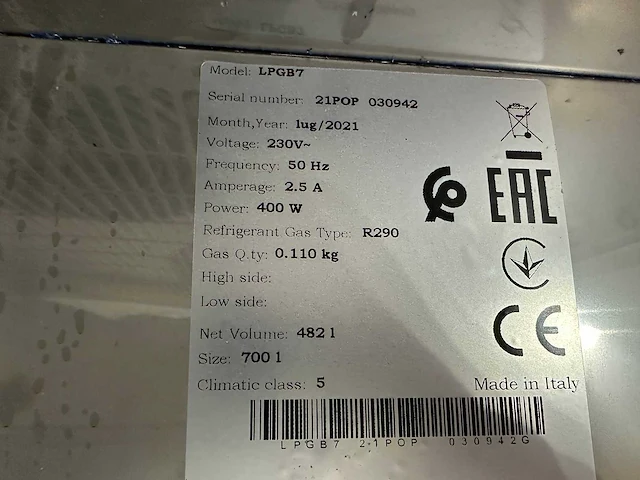 Model: LPGB7
Serial number: 21POP 030942
Month,Year: lug/2021
Voltage: 230V~
Frequency: 50 Hz
Amperage: 2.5 A
Power: 400 W
EAC
Refrigerant Gas Type: R290
Gas Q.ty: 0.110 kg
High side:
Low side:
Net Volume: 482 l
CE
Size: 700 l
Climatic class: 5
Made in Italy
LPGB7 21POP 030942G